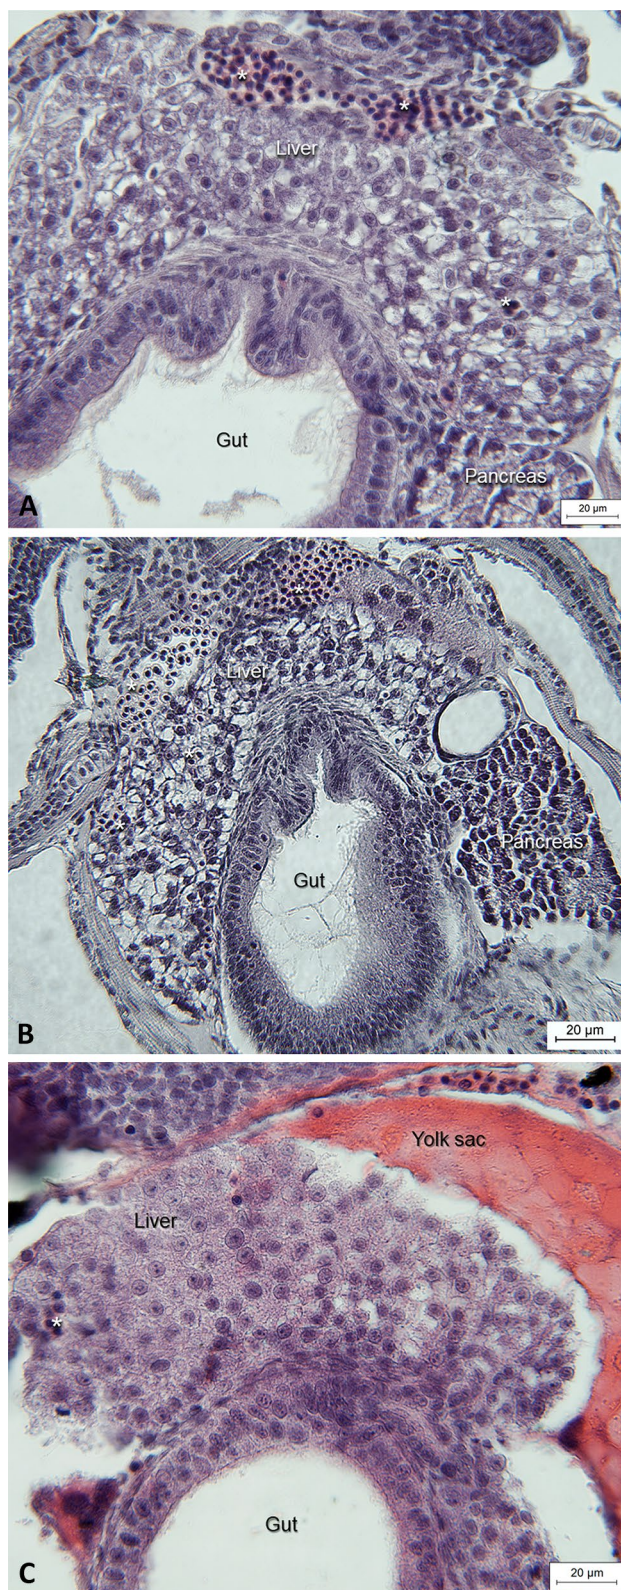 *
*
Liver
*
Gut
Pancreas
A
20 µm
*
Liver
*
*
*
Pancreas
Gut
B
20 µm
Yolk sac
Liver
*
Gut
C
20 µm